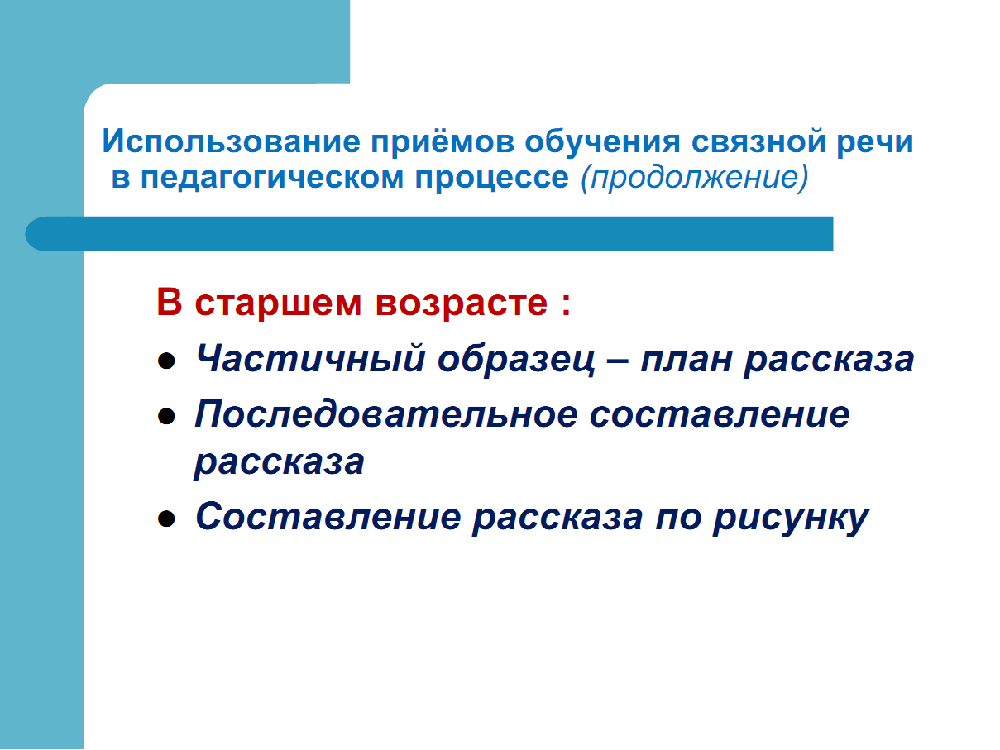 Использование приёмов обучения связной речи
в педагогическом процессе (продолжение)
В старшем возрасте :
● Частичный образец – план рассказа
● Последовательное составление
рассказа
● Составление рассказа по рисунку